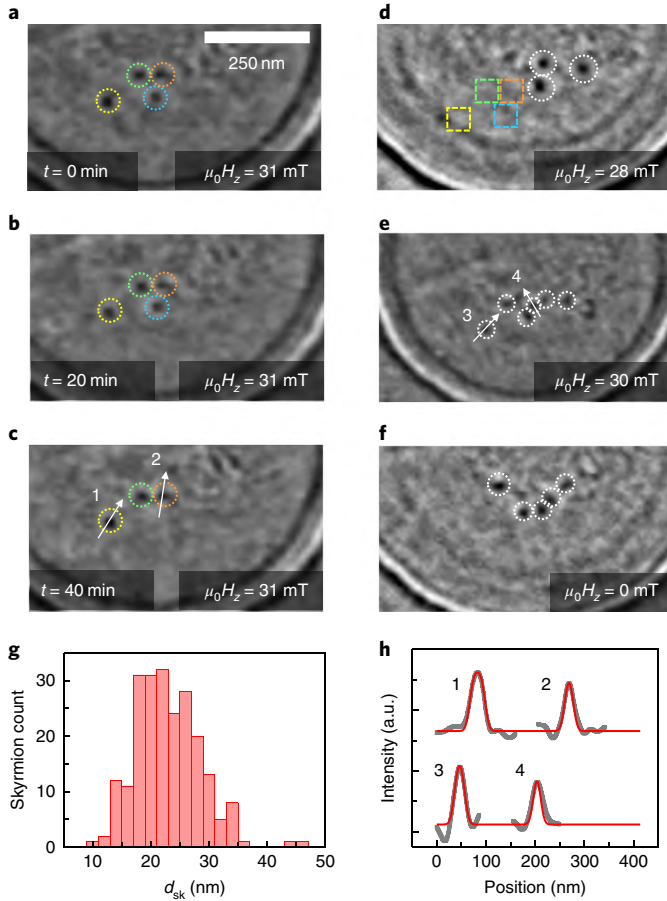 a
250 nm
t = 0 min
μ0Hz = 31 mT
b
t = 20 min
μ0Hz = 31 mT
c
1
2
t = 40 min
μ0Hz = 31 mT
d
μ0Hz = 28 mT
e
3
4
μ0Hz = 30 mT
f
μ0Hz = 0 mT
g
Skyrmion count
30
20
10
0
10 20 30 40 50
dsk (nm)
h
Intensity (a.u.)
1
2
3
4
0 100 200 300 400
Position (nm)